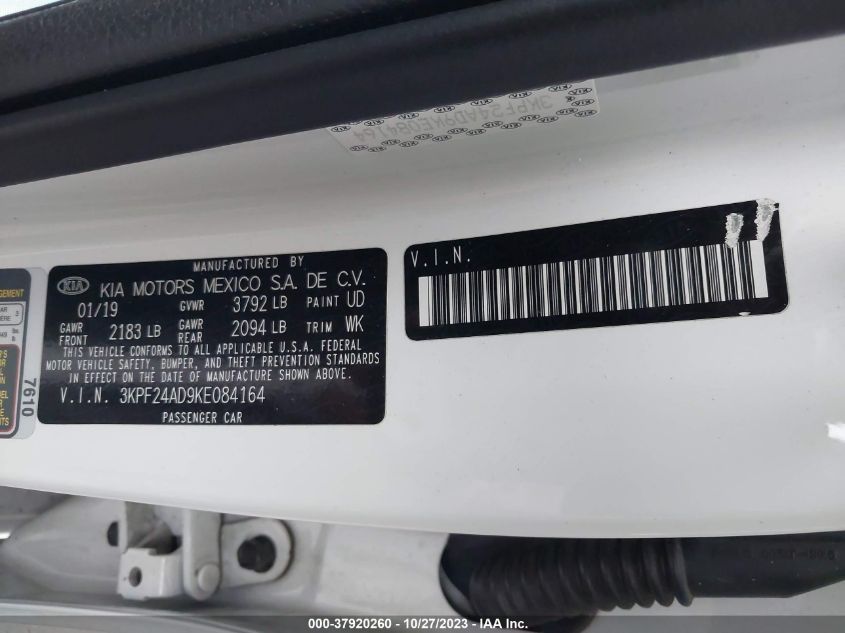 3KPF24AD9KE084164
MANUFACTURED BY
KIA KIA MOTORS MEXICO S.A. DE C.V.
01/19 GVWR 3792 LB PAINT UD
GAWR FRONT 2183 LB GAWR REAR 2094 LB TRIM WK
THIS VEHICLE CONFORMS TO ALL APPLICABLE U.S.A. FEDERAL
MOTOR VEHICLE SAFETY, BUMPER, AND THEFT PREVENTION STANDARDS
IN EFFECT ON THE DATE OF MANUFACTURE SHOWN ABOVE.
V.I.N. 3KPF24AD9KE084164
PASSENGER CAR
V.I.N.
7610
000-37920260 - 10/27/2023 - IAA Inc.